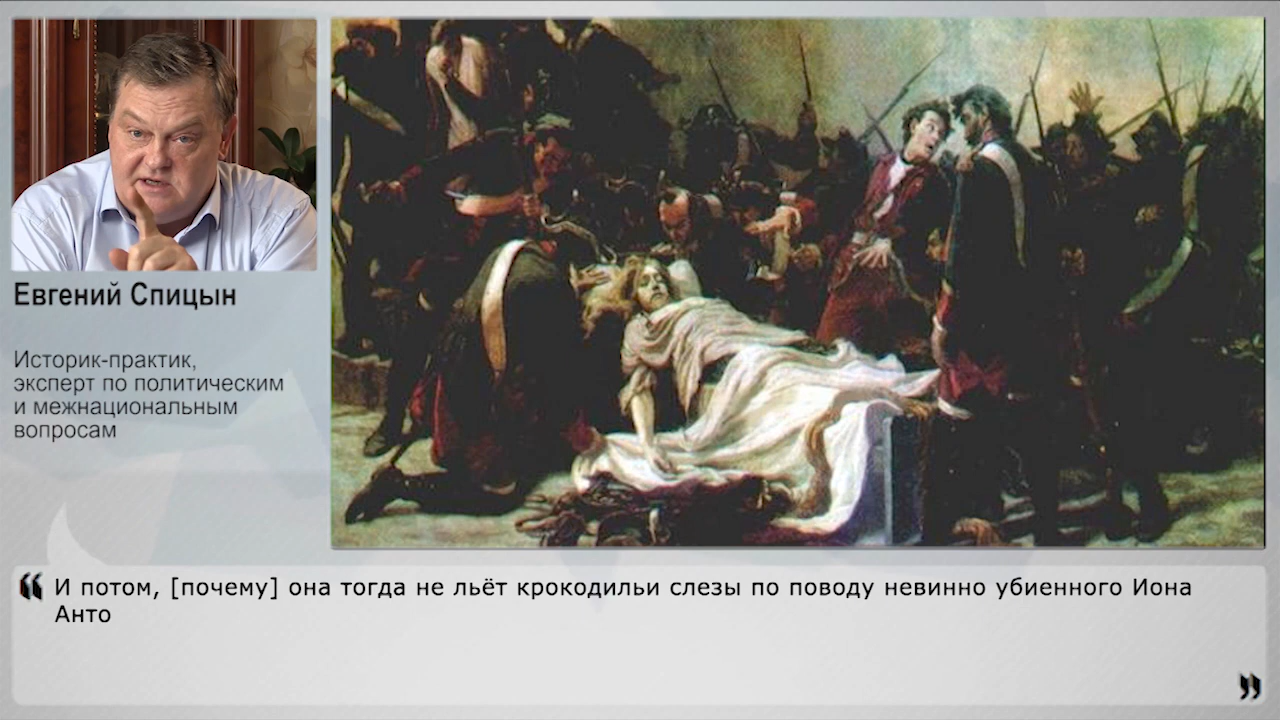 Евгений Спицын
Историк-практик,
эксперт по политическим
и межнациональным
вопросам
“ И потом, [почему] она тогда не льёт крокодильи слезы по поводу невинно убиенного Иона
Анто
”